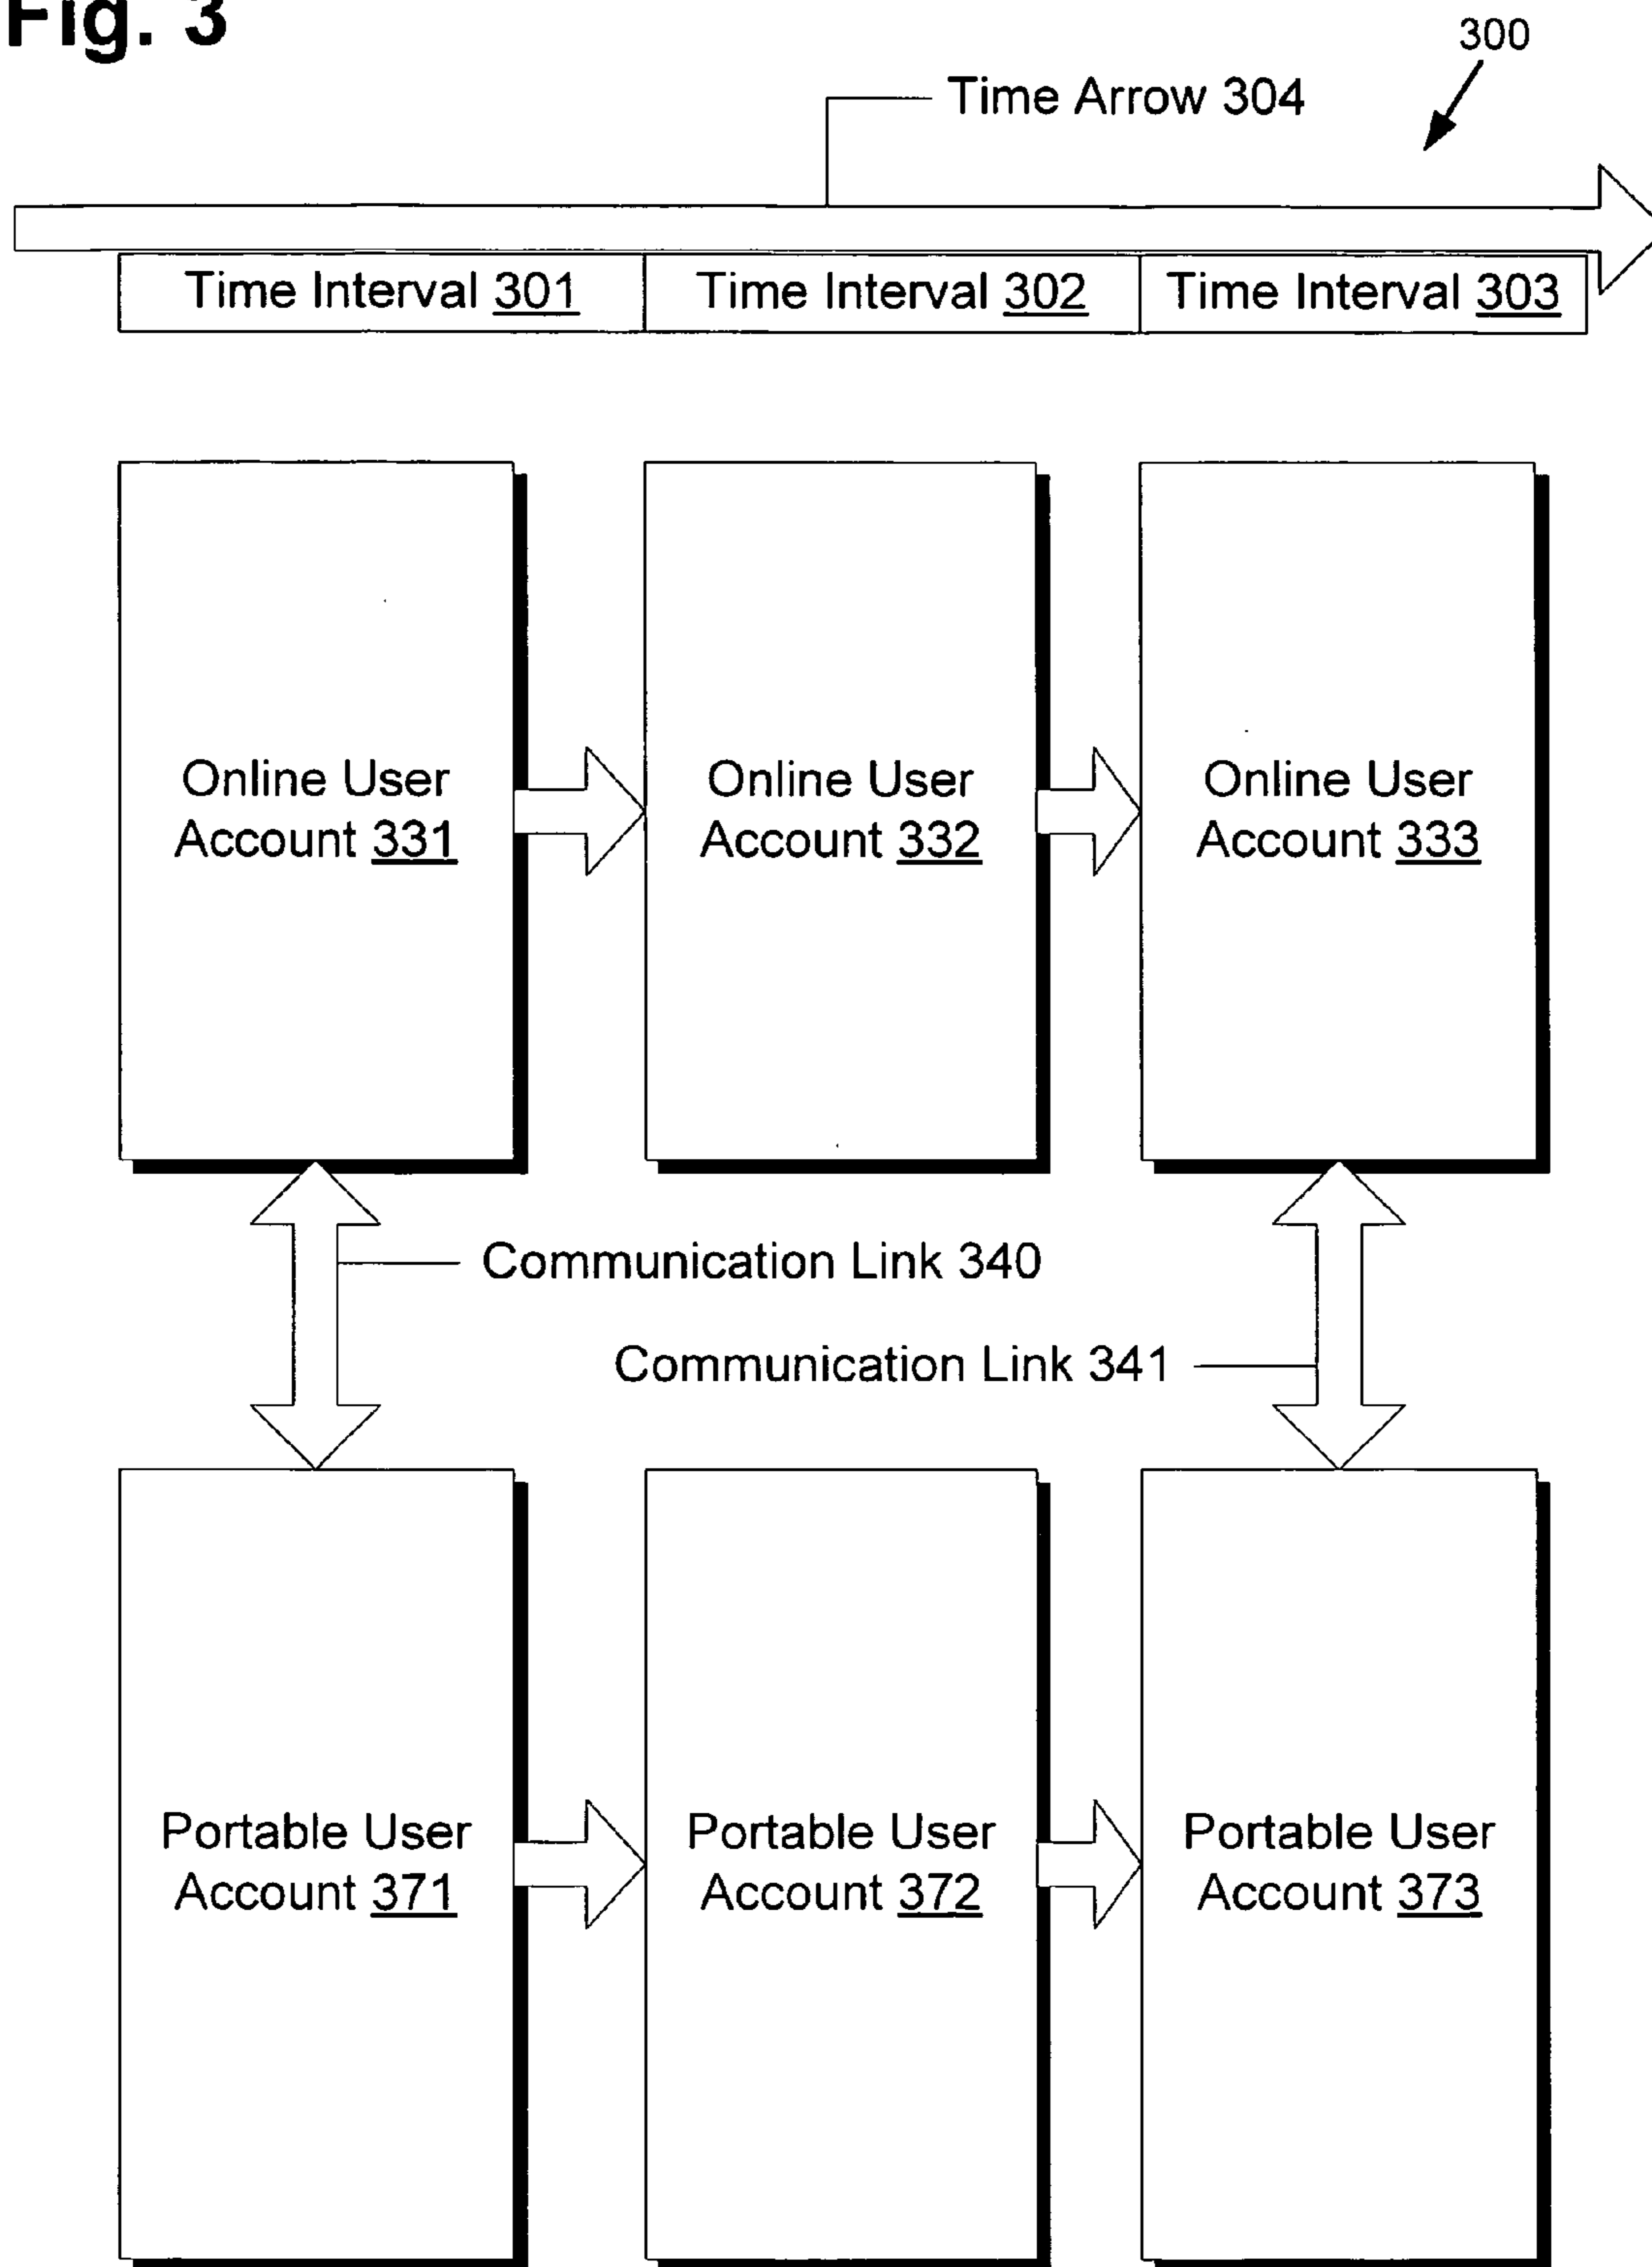 Fig. 3
300
Time Arrow 304
Time Interval 301
Time Interval 302
Time Interval 303
Online User
Account 331
Online User
Account 332
Online User
Account 333
Communication Link 340
Communication Link 341
Portable User
Account 371
Portable User
Account 372
Portable User
Account 373